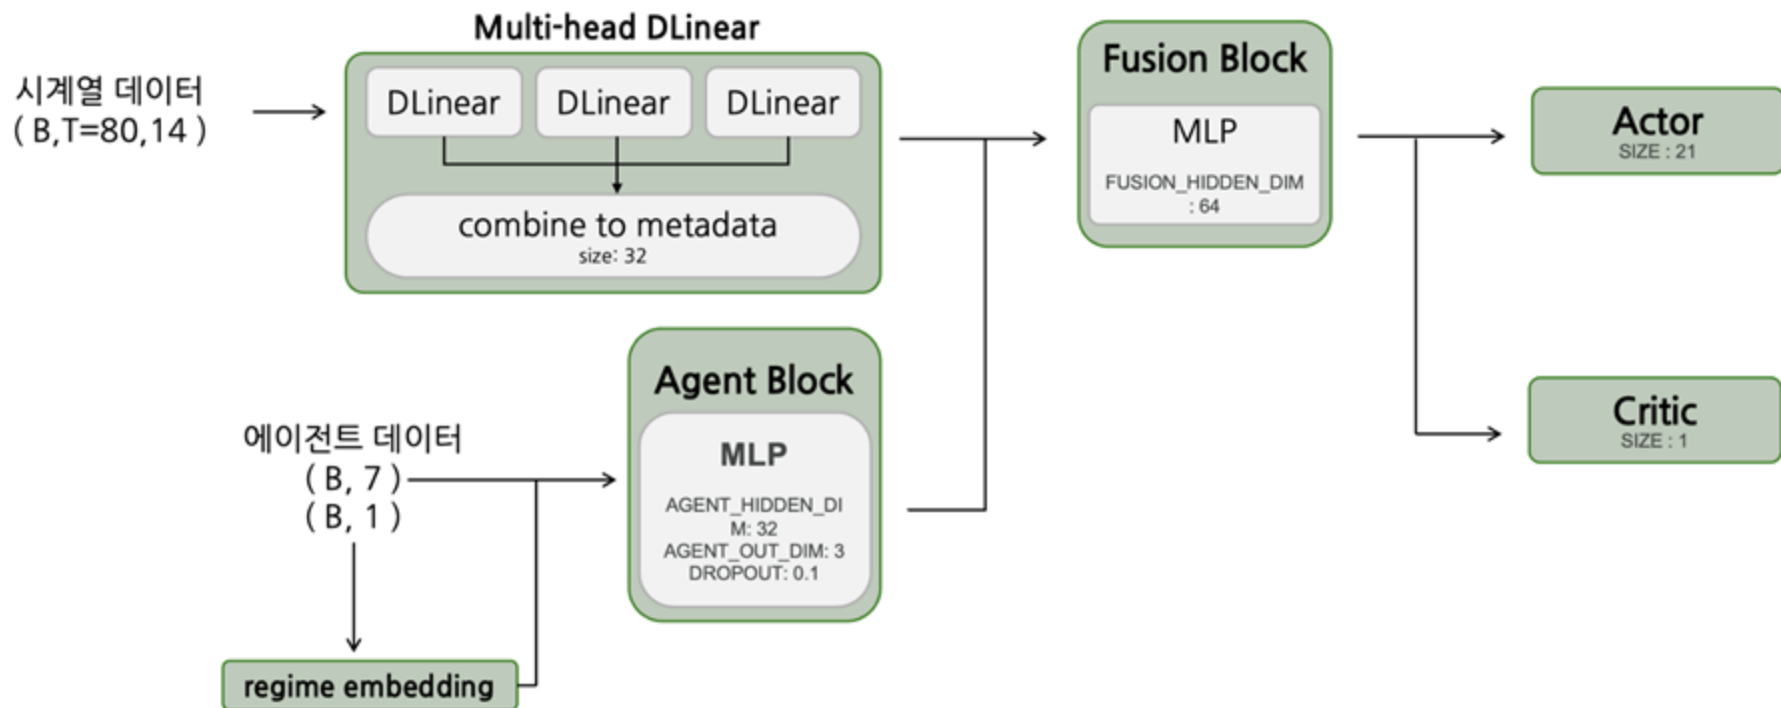 Multi-head DLinear
시계열 데이터
( B,T=80,14 )
DLinear
DLinear
DLinear
combine to metadata
size: 32
Fusion Block
MLP
FUSION_HIDDEN_DIM
: 64
Actor
SIZE : 21
Critic
SIZE : 1
Agent Block
MLP
AGENT_HIDDEN_DI
M: 32
AGENT_OUT_DIM: 3
DROPOUT: 0.1
에이전트 데이터
( B, 7 )
( B, 1 )
regime embedding